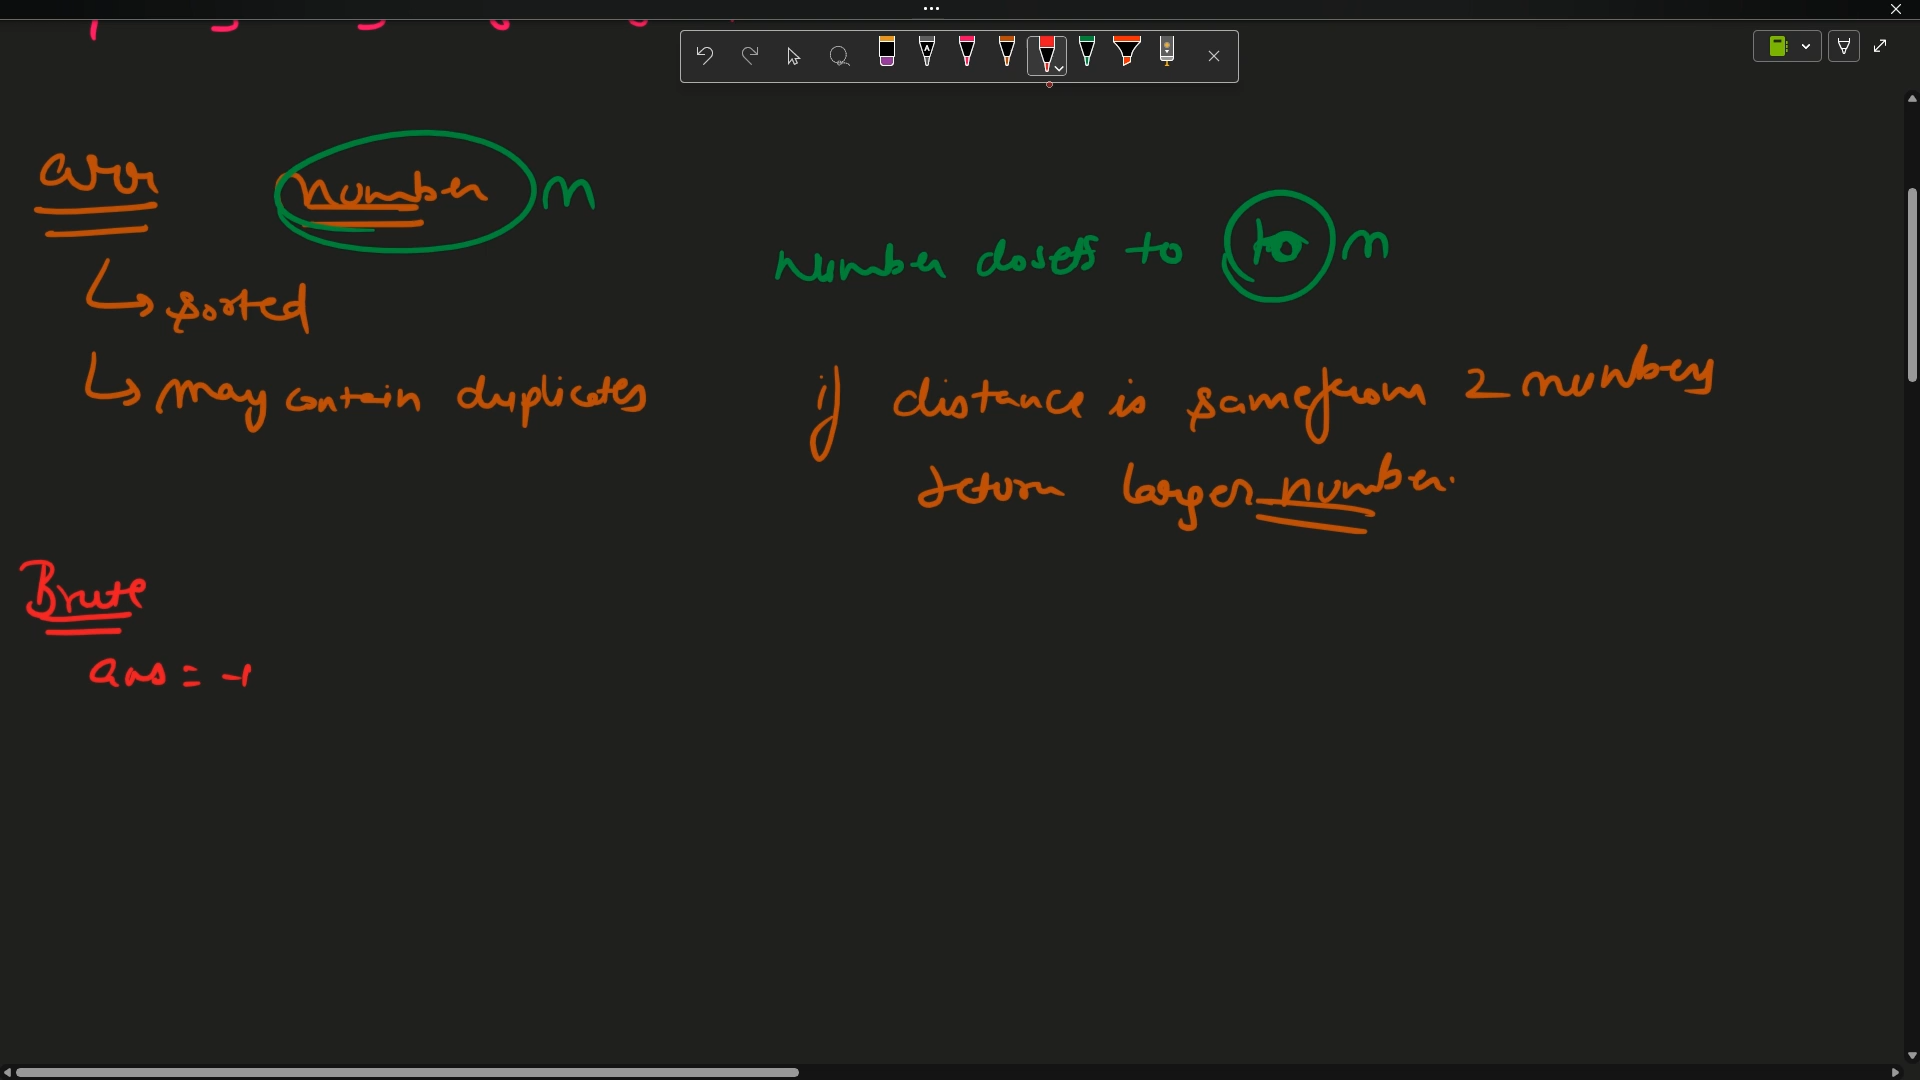 arr
number n
↳ sorted
↳ may contain duplicates
Number closest to to n
if distance is same from 2 numbers
return larger number.
Brute
ans = -1